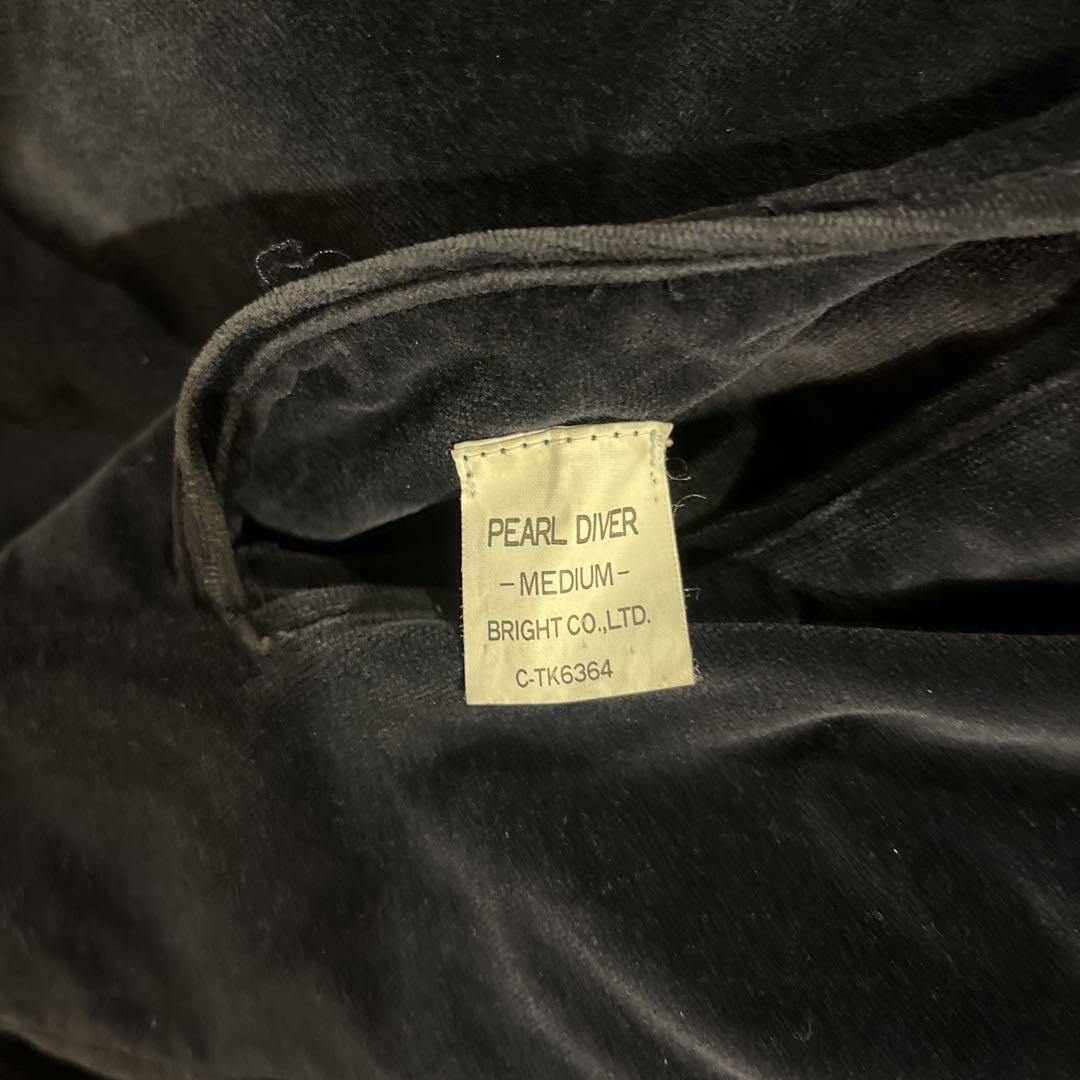 PEARL DIVER
-MEDIUM-
BRIGHT CO.,LTD.
C-TK6364